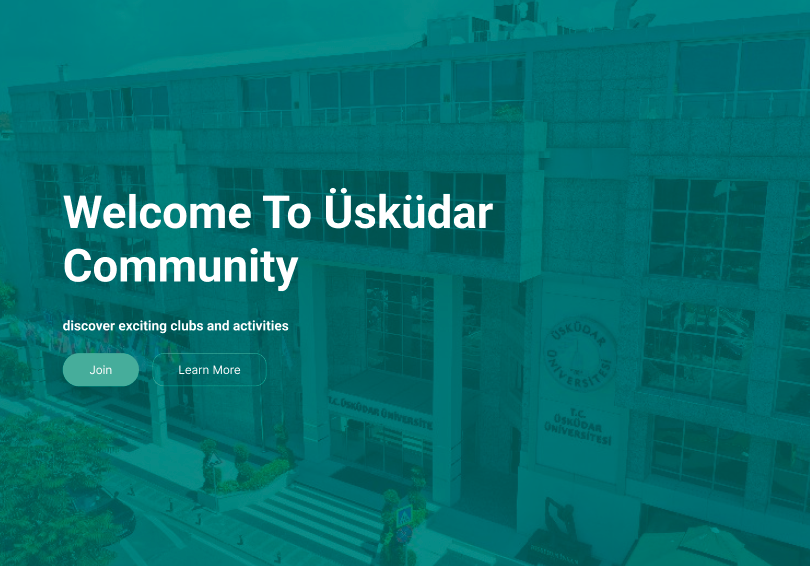 Welcome To Üsküdar
Community
discover exciting clubs and activities
Join
Learn More
ÜSKÜDAR
ÜNİVERSİTESİ
T.C. ÜSKÜDAR ÜNİVERSİTE
T.C.
ÜSKÜDAR
ÜNİVERSİTESİ